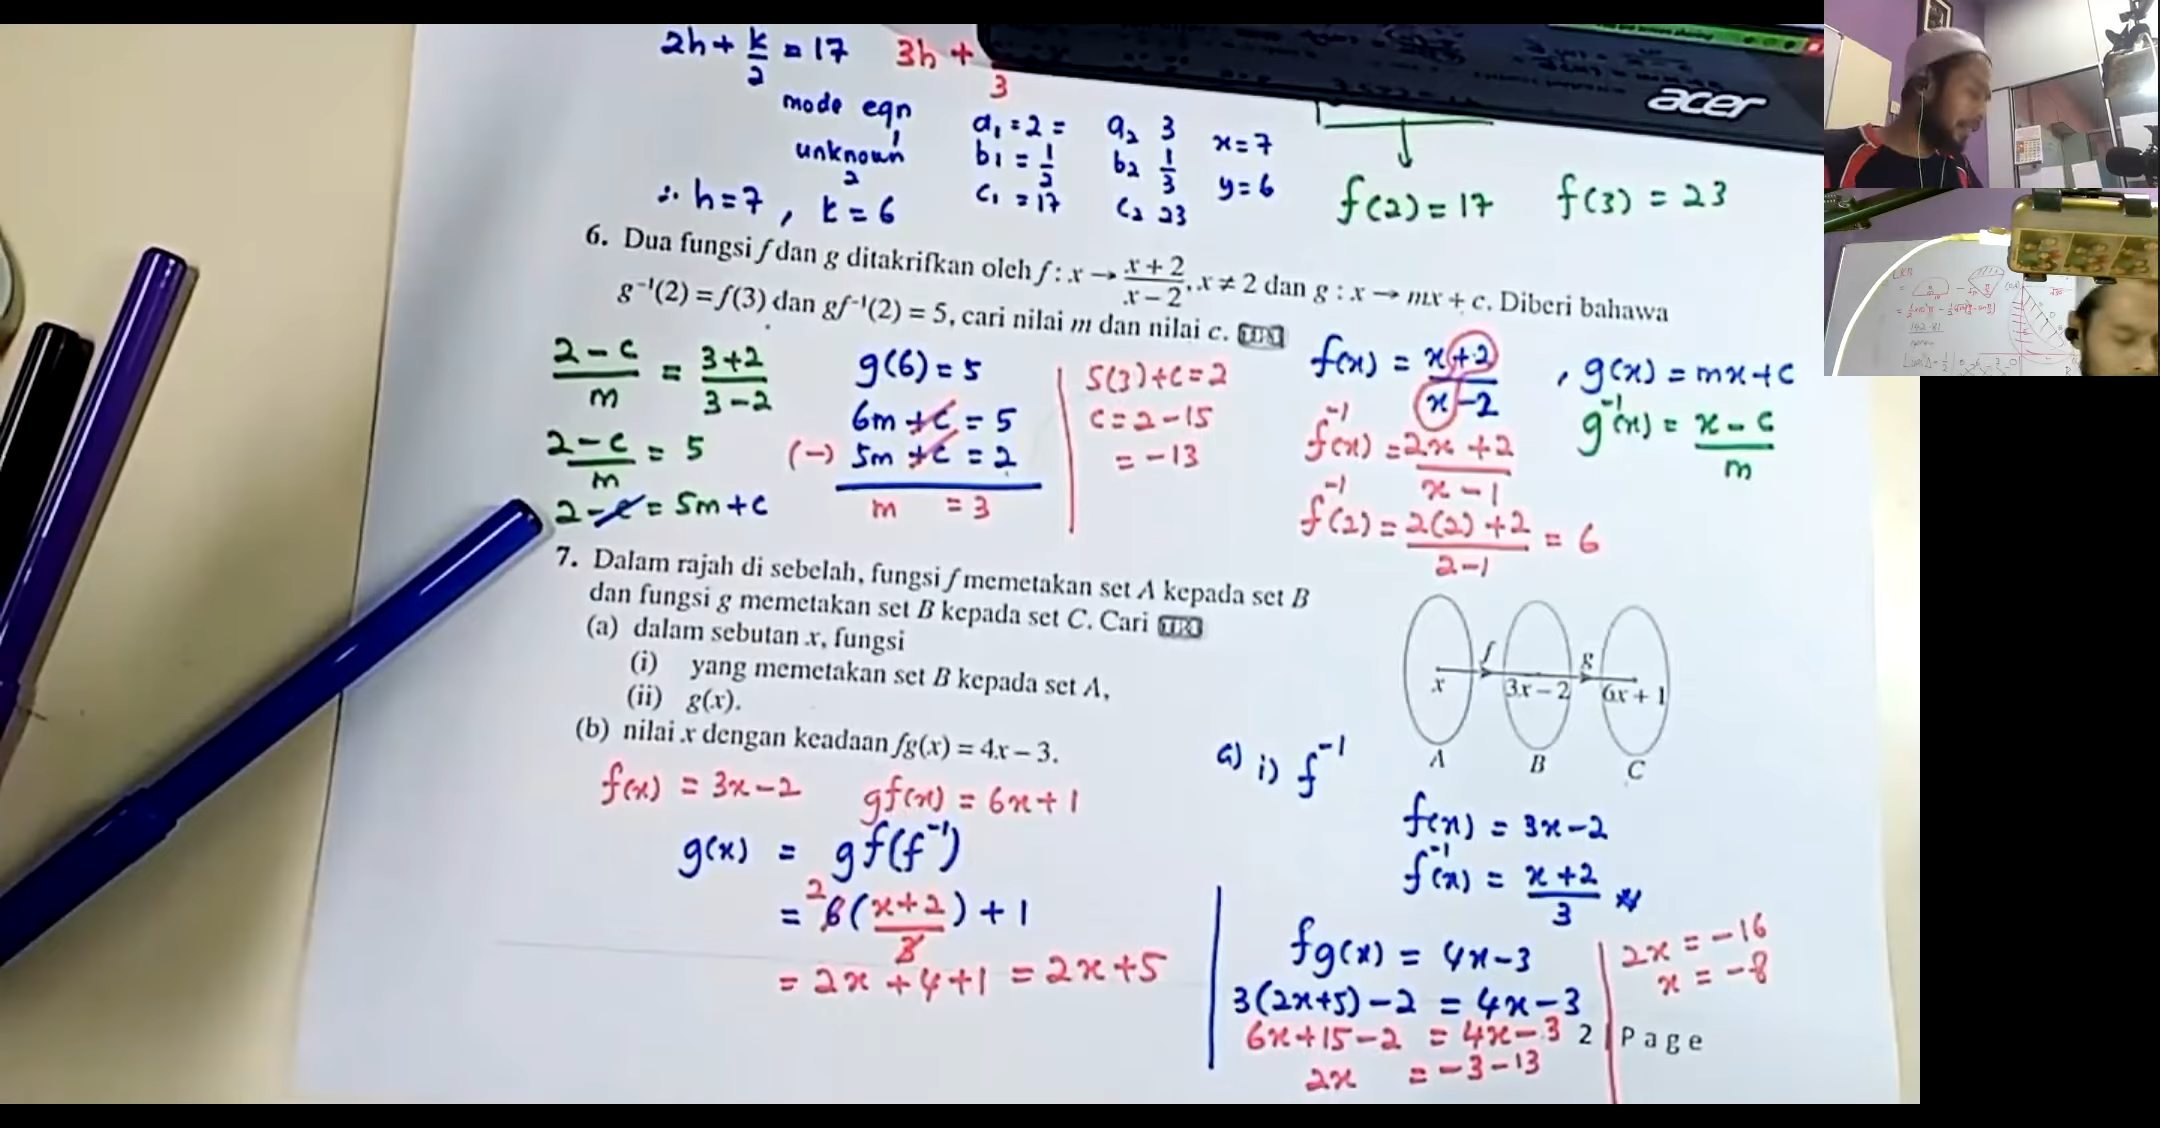 2h + k/2 = 17   3h +   3
acer
mode eqn 1
unknown 2
a₁ = 2 =   a₂ 3   x = 7
b₁ = 1/2   b₂ 1/3   y = 6
c₁ = 17   c₂ 23
∴ h = 7 , k = 6
f(2) = 17   f(3) = 23
6. Dua fungsi f dan g ditakrifkan oleh f : x → (x + 2)/(x − 2), x ≠ 2 dan g : x → mx + c. Diberi bahawa
g⁻¹(2) = f(3) dan gf⁻¹(2) = 5, cari nilai m dan nilai c.
(2 − c)/m = (3 + 2)/(3 − 2)
(2 − c)/m = 5
2 − c = 5m + c
g(6) = 5
6m + c = 5
(−) 5m + c = 2
m = 3
5(3) + c = 2
c = 2 − 15
= −13
f(x) = (x + 2)/(x − 2) , g(x) = mx + c
f⁻¹(x) = (2x + 2)/(x − 1)   g⁻¹(x) = (x − c)/m
f⁻¹(2) = (2(2) + 2)/(2 − 1) = 6
7. Dalam rajah di sebelah, fungsi f memetakan set A kepada set B
dan fungsi g memetakan set B kepada set C. Cari
(a) dalam sebutan x, fungsi
(i) yang memetakan set B kepada set A,
(ii) g(x).
(b) nilai x dengan keadaan fg(x) = 4x − 3.
f   g
x   3x − 2   6x + 1
A   B   C
f(x) = 3x − 2   gf(x) = 6x + 1
g(x) = gf(f⁻¹)
= ²6((x + 2)/3) + 1
= 2x + 4 + 1 = 2x + 5
a) i) f⁻¹
f(x) = 3x − 2
f⁻¹(x) = (x + 2)/3
fg(x) = 4x − 3
3(2x + 5) − 2 = 4x − 3
6x + 15 − 2 = 4x − 3
2x = −3 − 13
2x = −16
x = −8
2 | Page